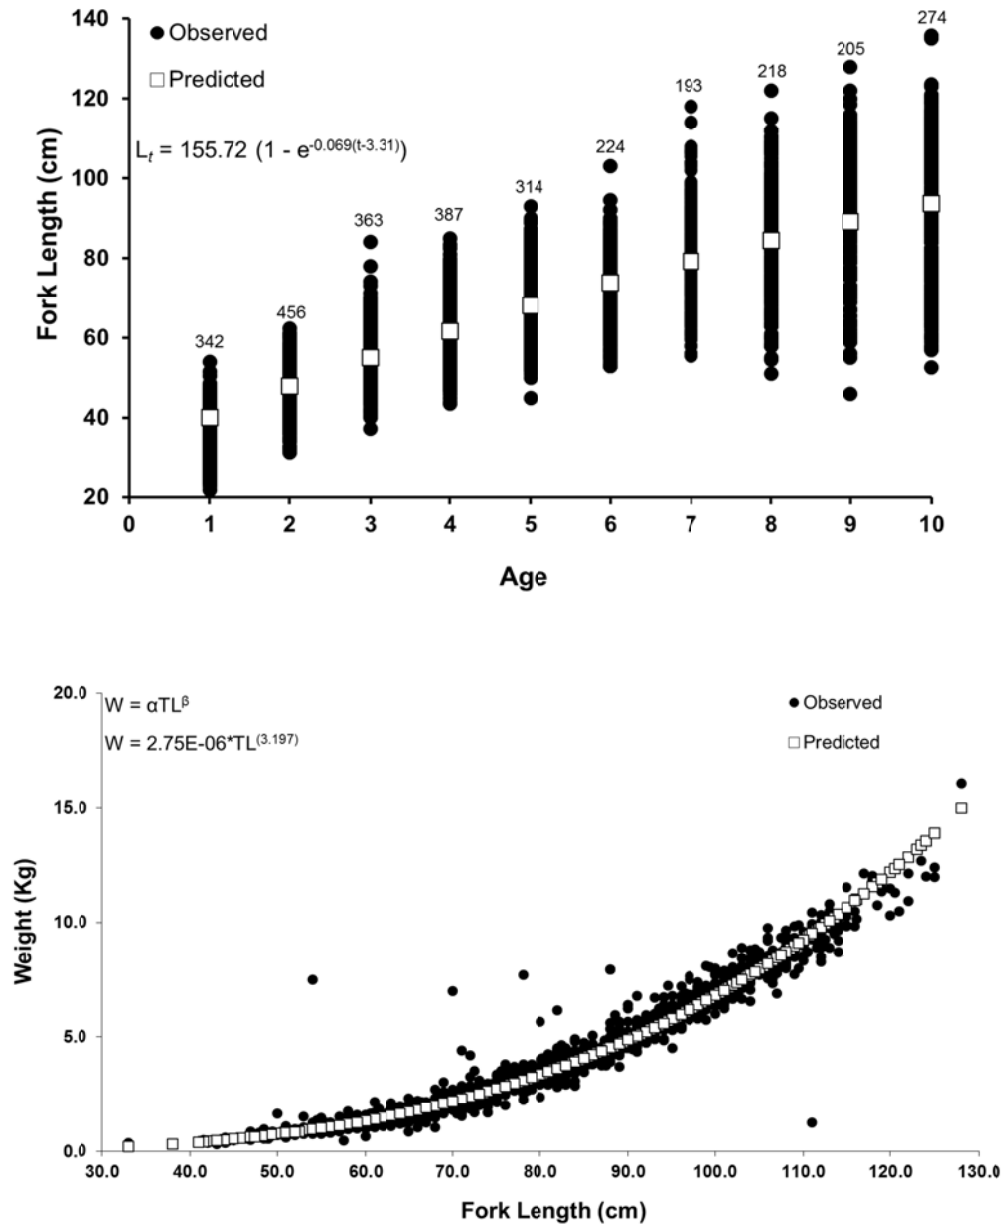 140
120
100
80
60
40
20
Fork Length (cm)
Observed
Predicted
L_t = 155.72 (1 - e^-0.069(t-3.31))
342
456
363
387
314
224
193
218
205
274
0 1 2 3 4 5 6 7 8 9 10
Age
20.0
15.0
10.0
5.0
0.0
Weight (Kg)
W = αTL^β
W = 2.75E-06*TL^(3.197)
Observed
Predicted
30.0 40.0 50.0 60.0 70.0 80.0 90.0 100.0 110.0 120.0 130.0
Fork Length (cm)